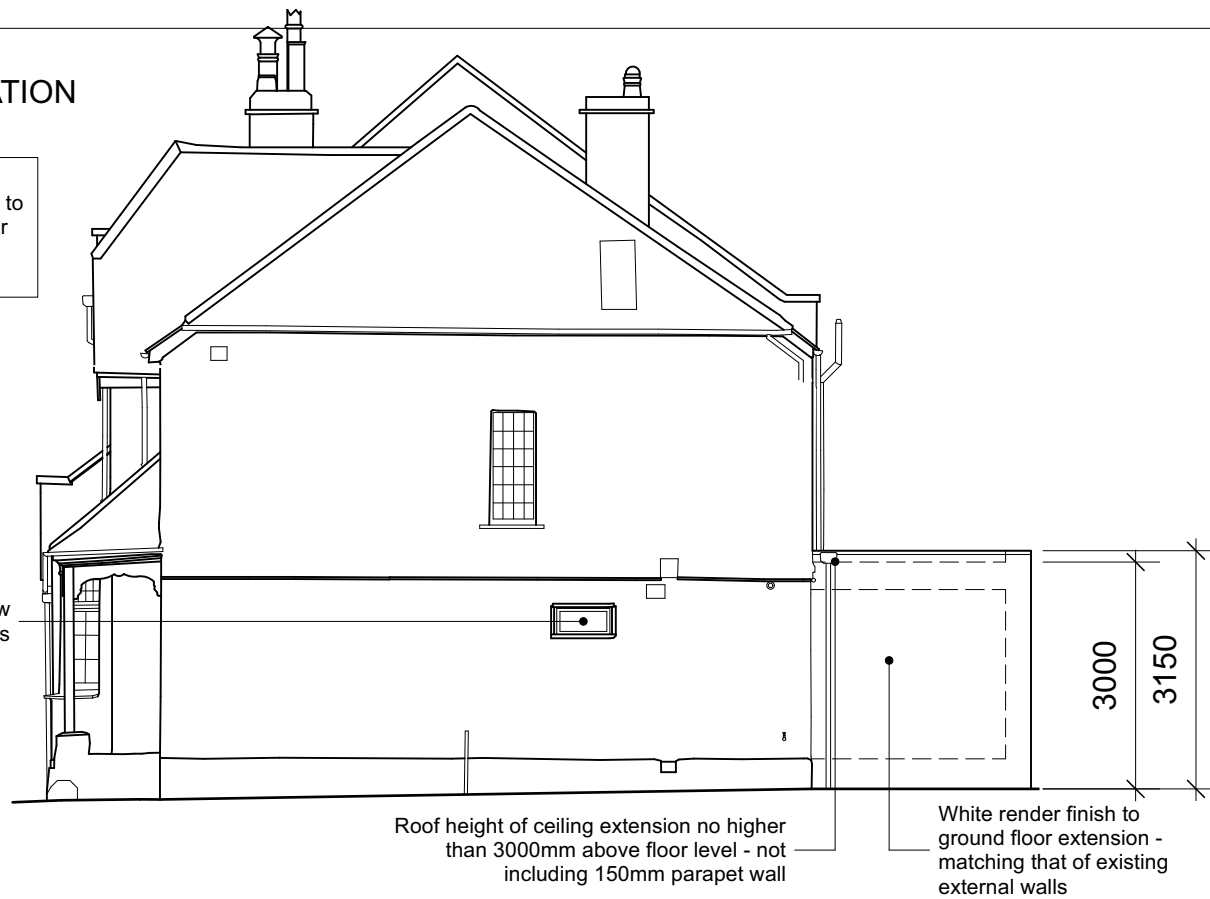 ATION
to
r
w
s
3000
3150
Roof height of ceiling extension no higher
than 3000mm above floor level - not
including 150mm parapet wall
White render finish to
ground floor extension -
matching that of existing
external walls